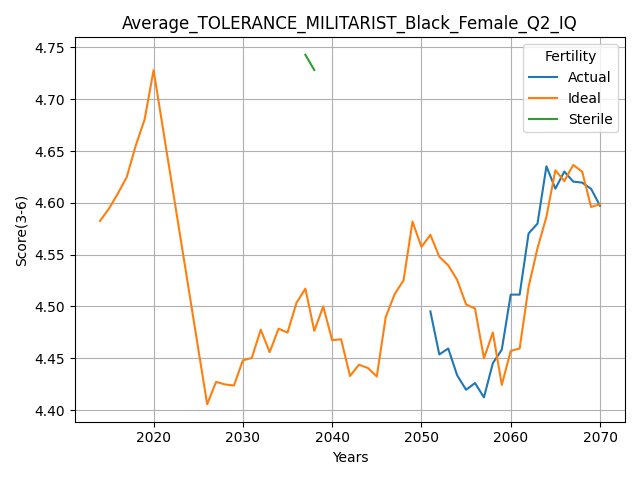 Average_TOLERANCE_MILITARIST_Black_Female_Q2_IQ
Fertility
Actual
Ideal
Sterile
Score(3-6)
4.75
4.70
4.65
4.60
4.55
4.50
4.45
4.40
2020 2030 2040 2050 2060 2070
Years